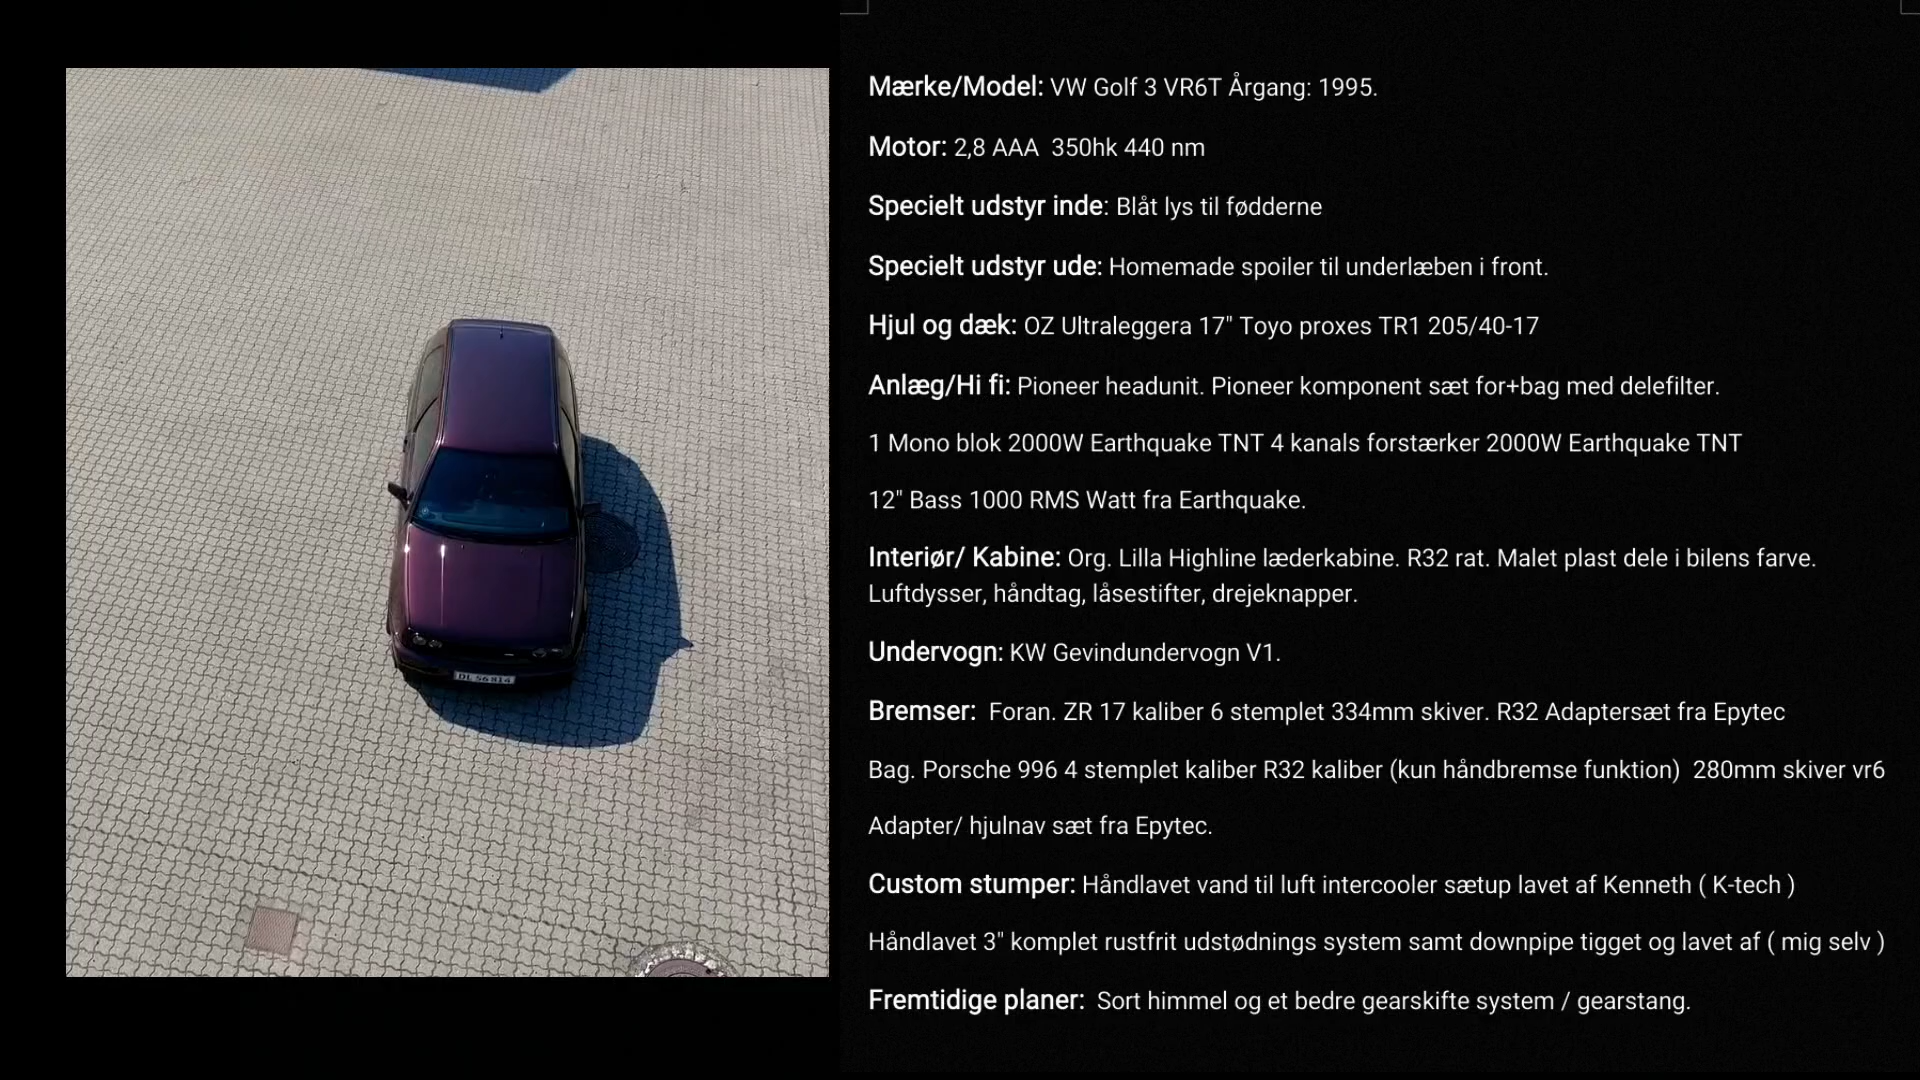 Mærke/Model: VW Golf 3 VR6T Årgang: 1995.
Motor: 2,8 AAA  350hk 440 nm
Specielt udstyr inde: Blåt lys til fødderne
Specielt udstyr ude: Homemade spoiler til underlæben i front.
Hjul og dæk: OZ Ultraleggera 17" Toyo proxes TR1 205/40-17
Anlæg/Hi fi: Pioneer headunit. Pioneer komponent sæt for+bag med delefilter.
1 Mono blok 2000W Earthquake TNT 4 kanals forstærker 2000W Earthquake TNT
12" Bass 1000 RMS Watt fra Earthquake.
Interiør/ Kabine: Org. Lilla Highline læderkabine. R32 rat. Malet plast dele i bilens farve.
Luftdysser, håndtag, låsestifter, drejeknapper.
Undervogn: KW Gevindundervogn V1.
Bremser:  Foran. ZR 17 kaliber 6 stemplet 334mm skiver. R32 Adaptersæt fra Epytec
Bag. Porsche 996 4 stemplet kaliber R32 kaliber (kun håndbremse funktion)  280mm skiver vr6
Adapter/ hjulnav sæt fra Epytec.
Custom stumper: Håndlavet vand til luft intercooler sætup lavet af Kenneth ( K-tech )
Håndlavet 3" komplet rustfrit udstødnings system samt downpipe tigget og lavet af ( mig selv )
Fremtidige planer:  Sort himmel og et bedre gearskifte system / gearstang.
DL 56 814